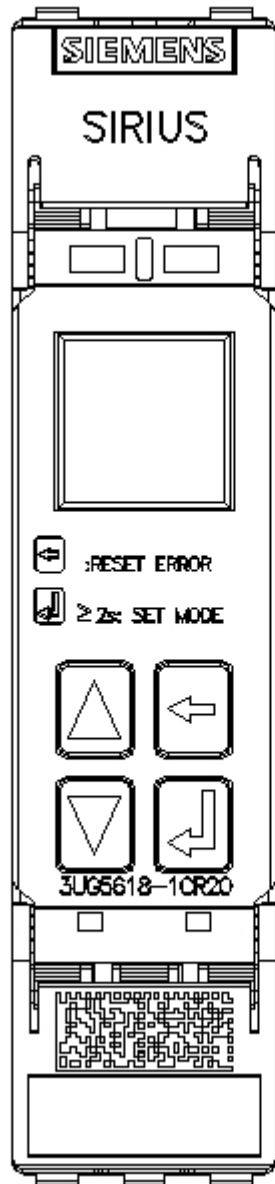 SIEMENS
SIRIUS
:RESET ERROR
≥ 2s: SET MODE
3UG5618-1CR20